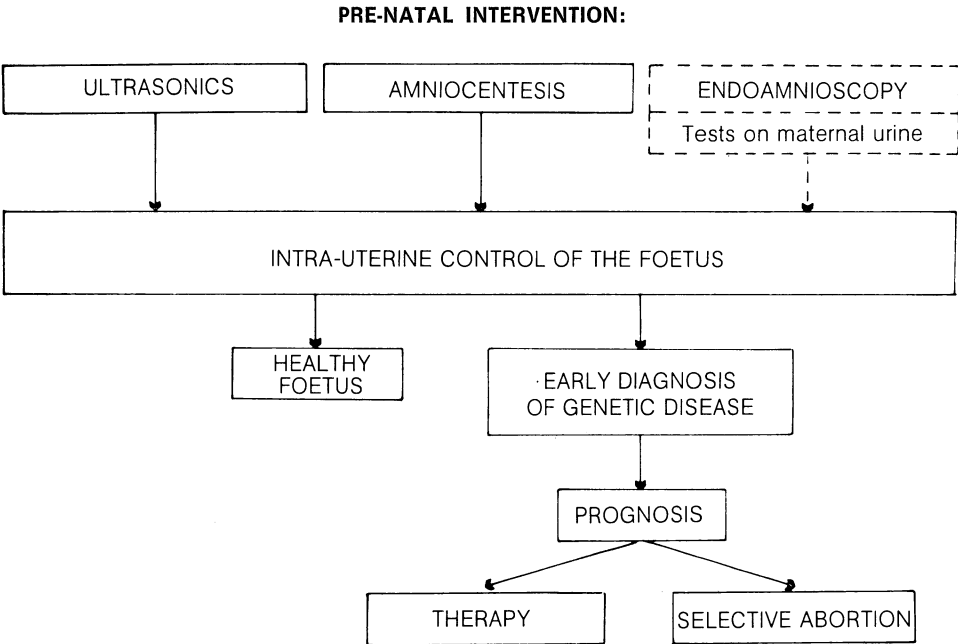 PRE-NATAL INTERVENTION:
ULTRASONICS
AMNIOCENTESIS
ENDOAMNIOSCOPY
Tests on maternal urine
INTRA-UTERINE CONTROL OF THE FOETUS
HEALTHY
FOETUS
EARLY DIAGNOSIS
OF GENETIC DISEASE
PROGNOSIS
THERAPY
SELECTIVE ABORTION